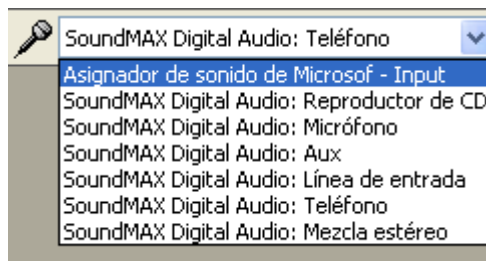 SoundMAX Digital Audio: Teléfono
Asignador de sonido de Microsof - Input
SoundMAX Digital Audio: Reproductor de CD
SoundMAX Digital Audio: Micrófono
SoundMAX Digital Audio: Aux
SoundMAX Digital Audio: Línea de entrada
SoundMAX Digital Audio: Teléfono
SoundMAX Digital Audio: Mezcla estéreo